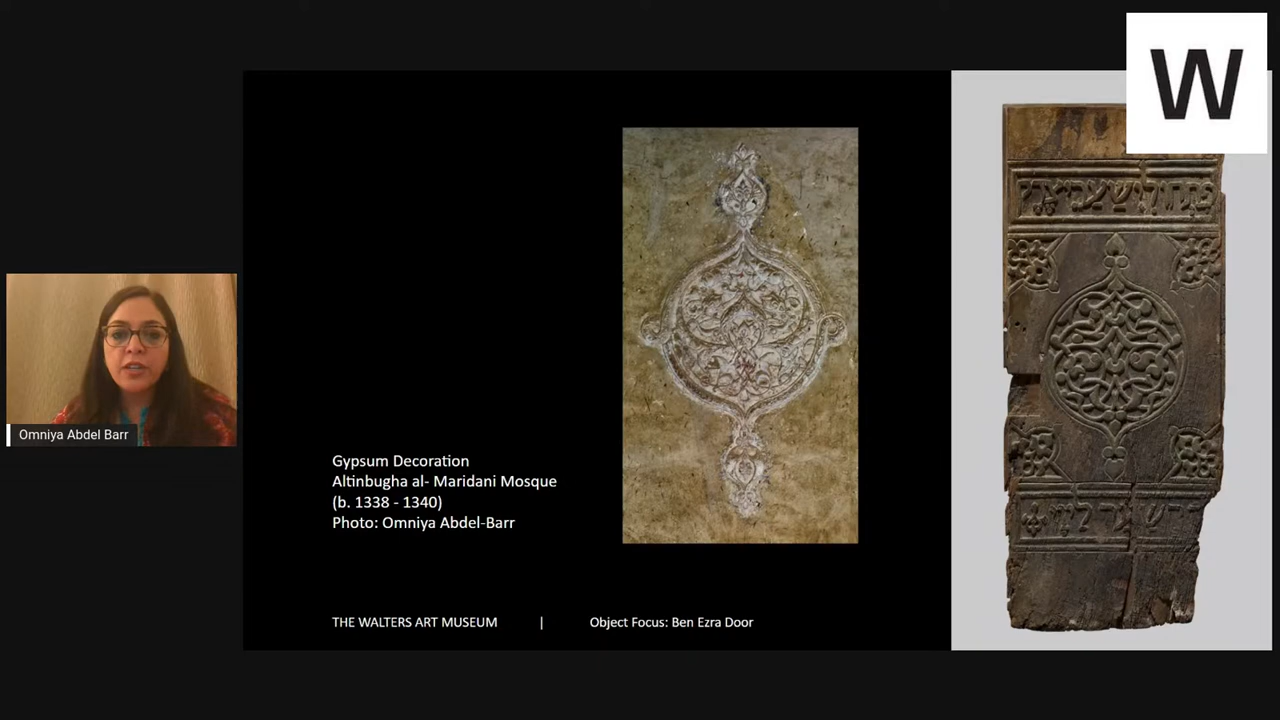 W
Omniya Abdel Barr
Gypsum Decoration
Altinbugha al- Maridani Mosque
(b. 1338 - 1340)
Photo: Omniya Abdel-Barr
THE WALTERS ART MUSEUM | Object Focus: Ben Ezra Door